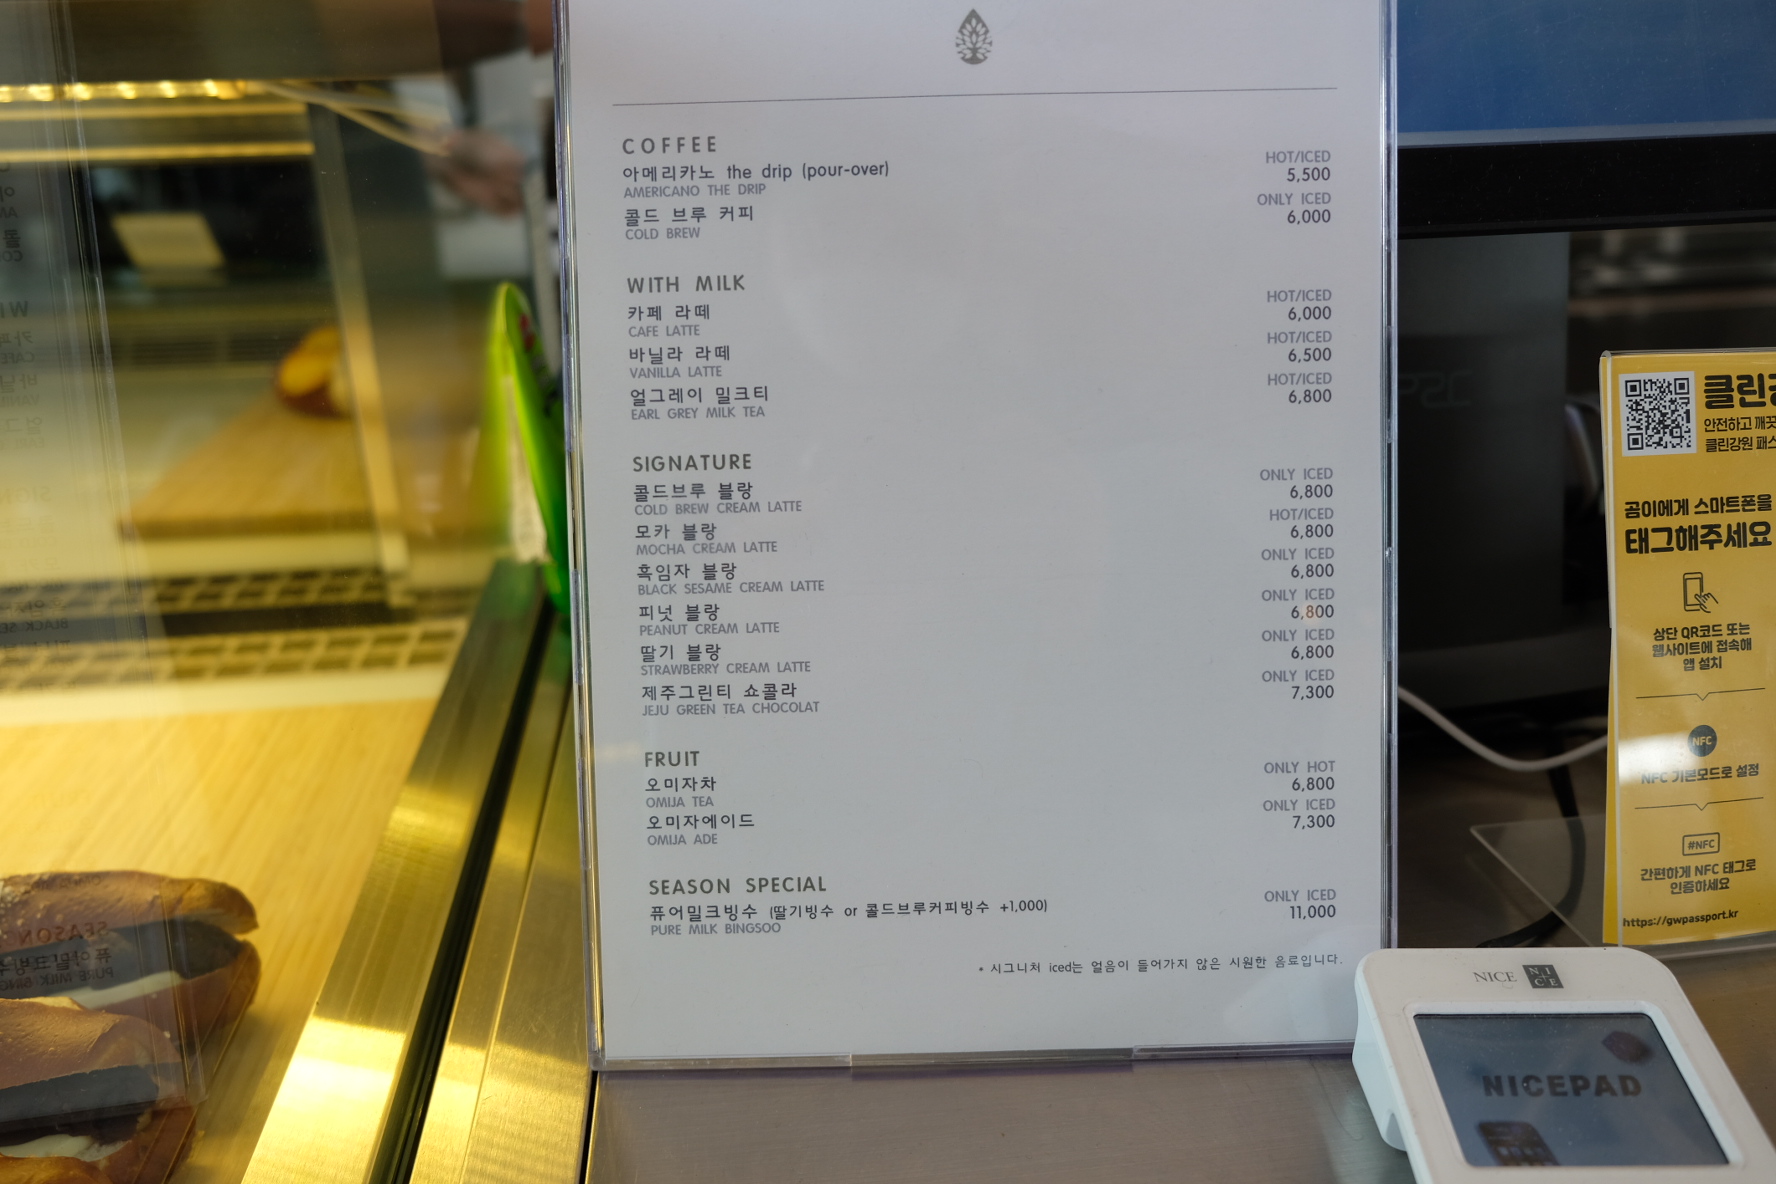 COFFEE
아메리카노 the drip (pour-over)
AMERICANO THE DRIP
HOT/ICED
5,500
콜드 브루 커피
COLD BREW
ONLY ICED
6,000
WITH MILK
카페 라떼
CAFE LATTE
HOT/ICED
6,000
바닐라 라떼
VANILLA LATTE
HOT/ICED
6,500
얼그레이 밀크티
EARL GREY MILK TEA
HOT/ICED
6,800
SIGNATURE
콜드브루 블랑
COLD BREW CREAM LATTE
ONLY ICED
6,800
모카 블랑
MOCHA CREAM LATTE
HOT/ICED
6,800
흑임자 블랑
BLACK SESAME CREAM LATTE
ONLY ICED
6,800
피넛 블랑
PEANUT CREAM LATTE
ONLY ICED
6,800
딸기 블랑
STRAWBERRY CREAM LATTE
ONLY ICED
6,800
제주그린티 쇼콜라
JEJU GREEN TEA CHOCOLAT
ONLY ICED
7,300
FRUIT
오미자차
OMIJA TEA
ONLY HOT
6,800
오미자에이드
OMIJA ADE
ONLY ICED
7,300
SEASON SPECIAL
퓨어밀크빙수 (딸기빙수 or 콜드브루커피빙수 +1,000)
PURE MILK BINGSOO
ONLY ICED
11,000
• 시그니처 iced는 얼음이 들어가지 않은 시원한 음료입니다.
클린강
안전하고 깨끗
클린강원 패스
곰이에게 스마트폰을
태그해주세요
상단 QR코드 또는
웹사이트에 접속해
앱 설치
NFC
NFC 기본모드로 설정
#NFC
간편하게 NFC 태그로
인증하세요
https://gwpassport.kr
NICE NICE
NICEPAD